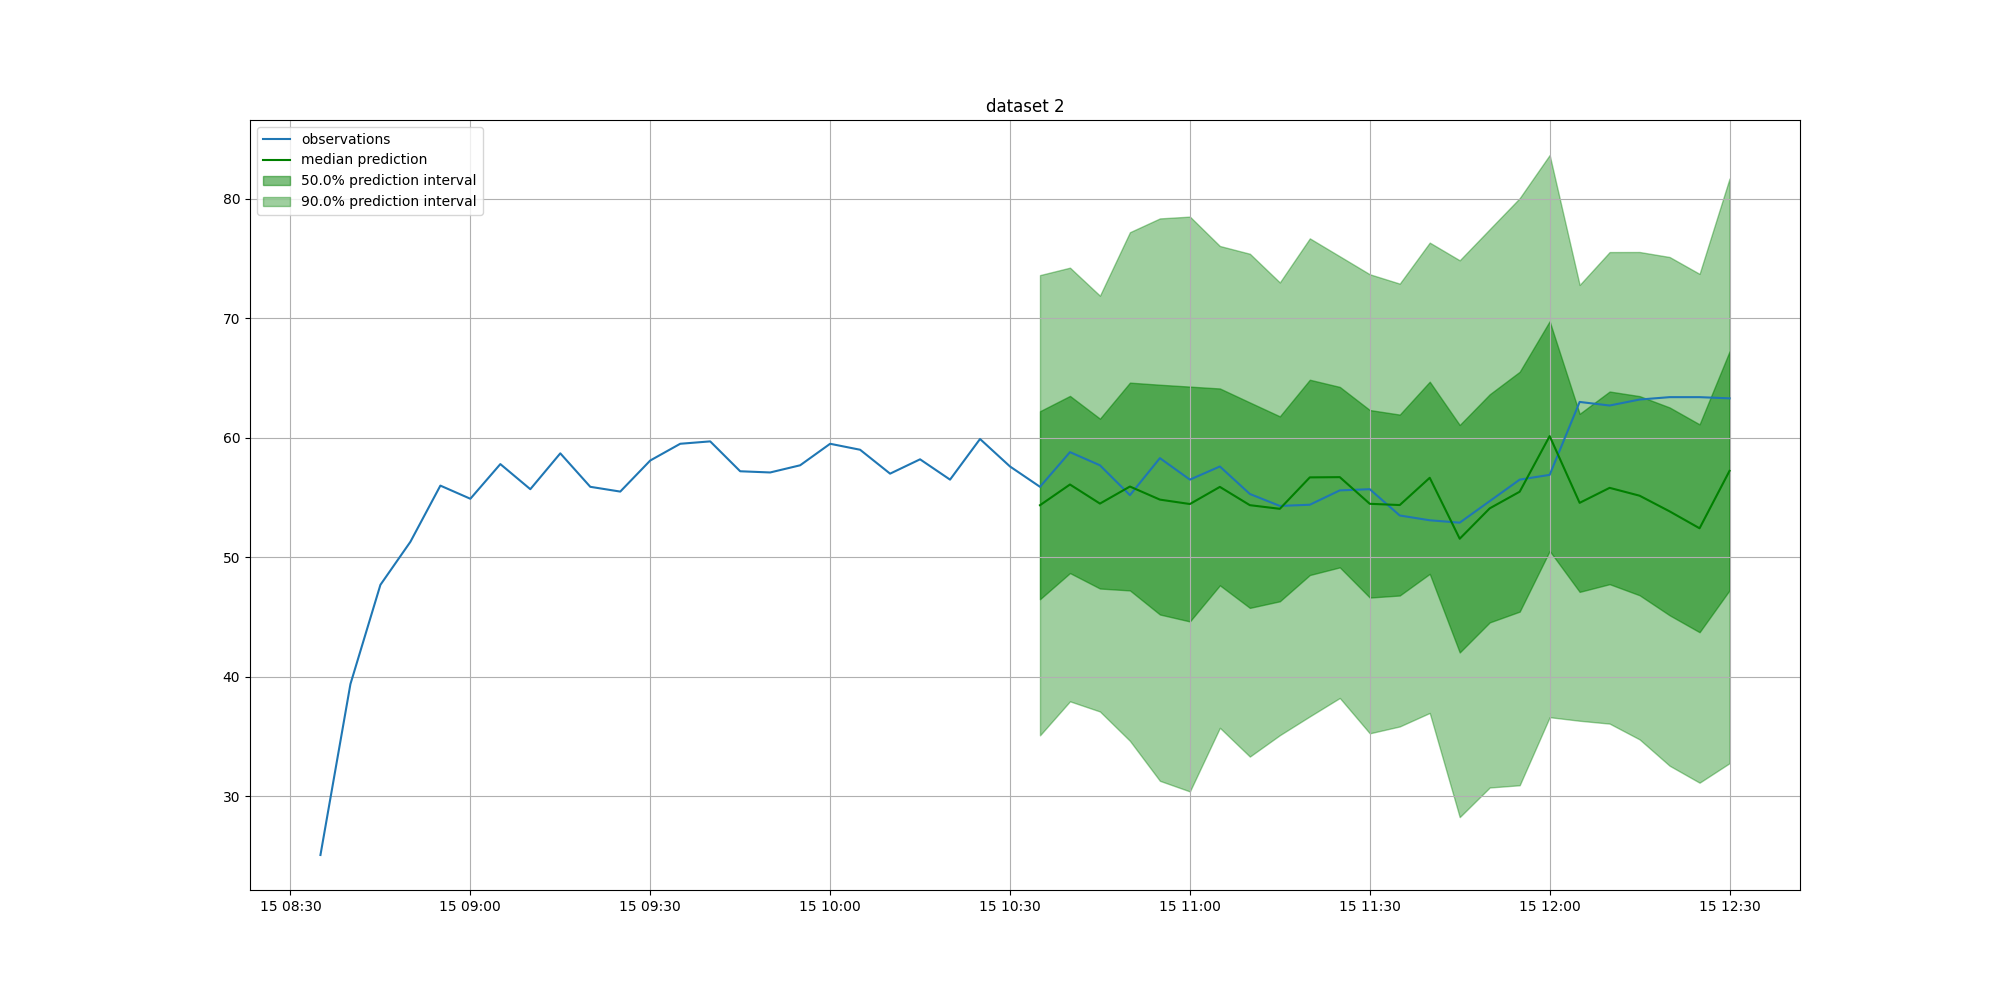 dataset 2
observations
median prediction
50.0% prediction interval
90.0% prediction interval
80
70
60
50
40
30
15 08:30 15 09:00 15 09:30 15 10:00 15 10:30 15 11:00 15 11:30 15 12:00 15 12:30